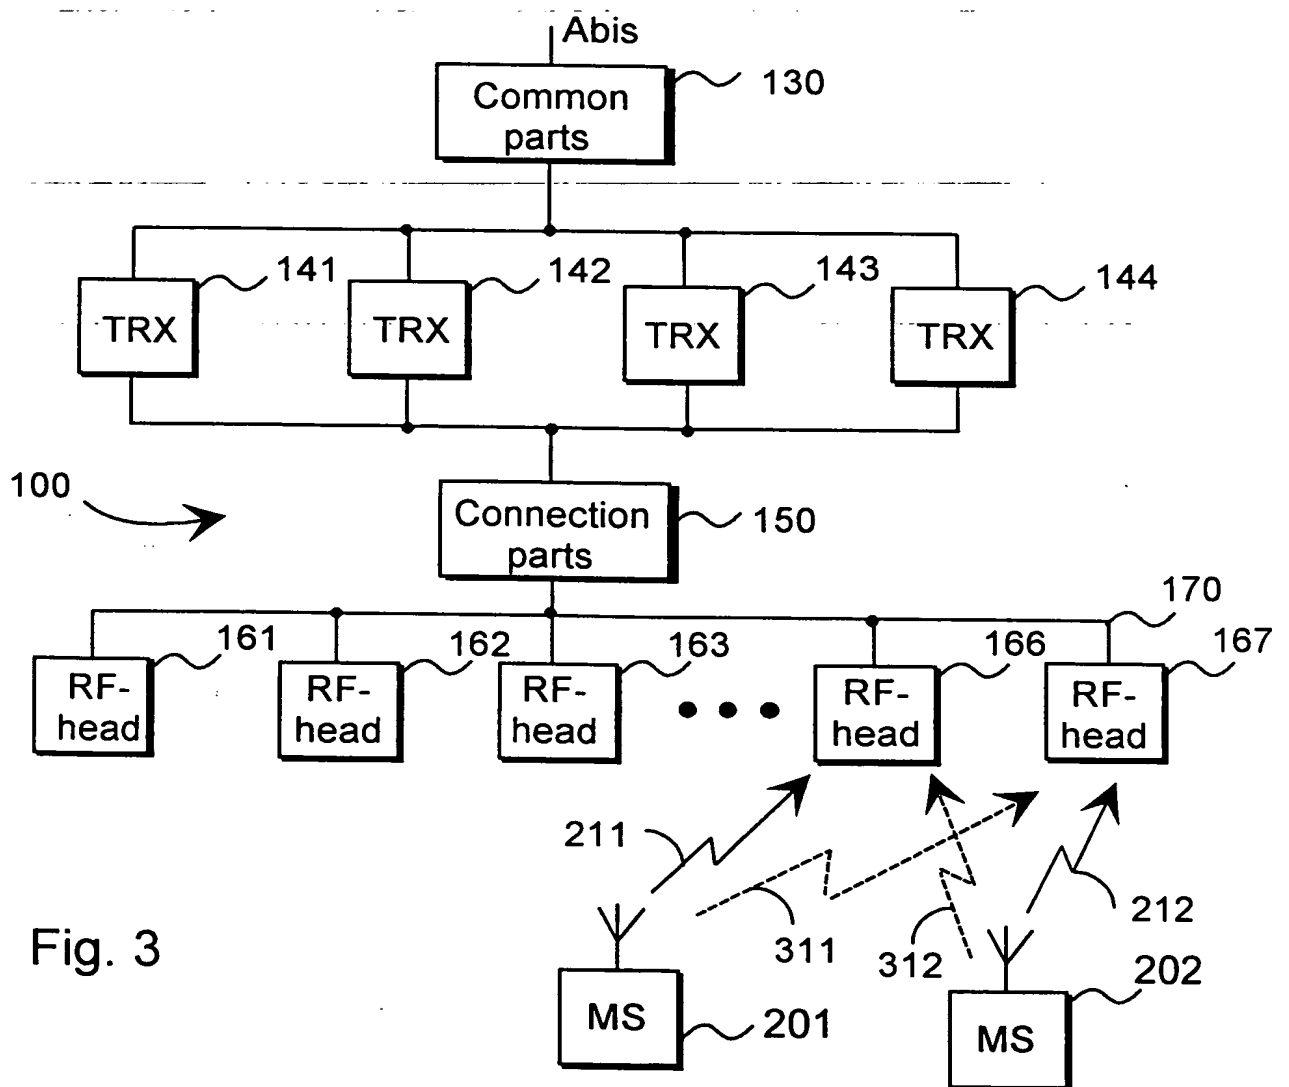 Abis
130
Common
parts
141
142
143
144
TRX
TRX
TRX
TRX
100
Connection
parts
150
170
161
162
163
166
167
RF-
head
RF-
head
RF-
head
RF-
head
RF-
head
211
311
312
212
Fig. 3
MS
201
MS
202